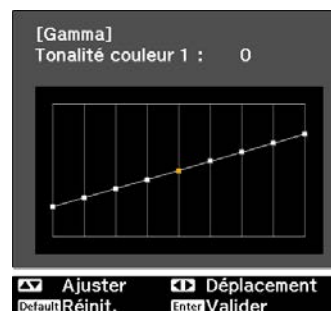 [Gamma]
Tonalité couleur 1 : 0
Ajuster Déplacement
Default Réinit. Enter Valider